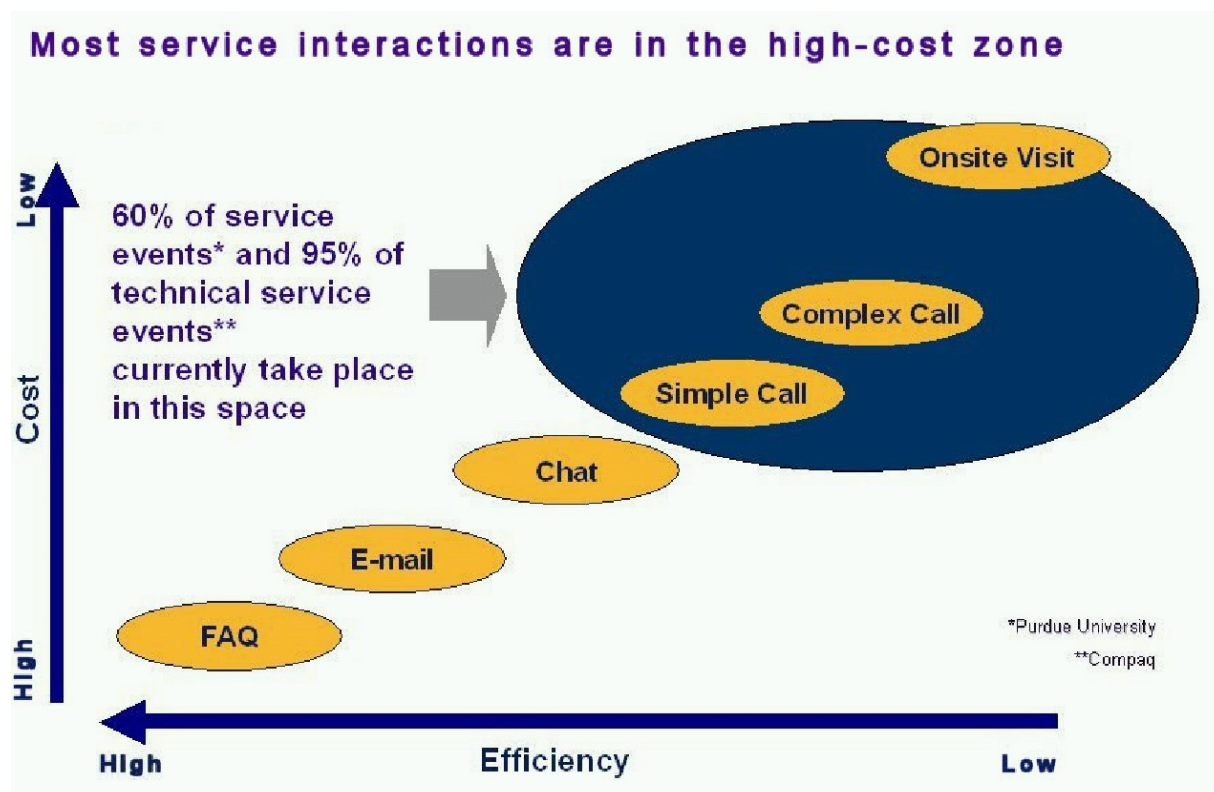 Most service interactions are in the high-cost zone
Onsite Visit
Low
60% of service
events* and 95% of
technical service
events**
currently take place
in this space
Complex Call
Simple Call
Cost
Chat
E-mail
FAQ
*Purdue University
**Compaq
HIgh
HIgh
Efficiency
Low